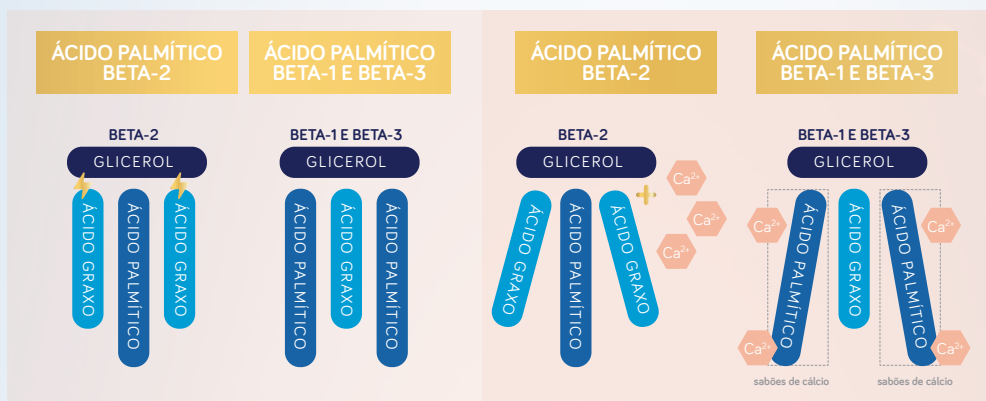 ÁCIDO PALMÍTICO
BETA-2
ÁCIDO PALMÍTICO
BETA-1 E BETA-3
ÁCIDO PALMÍTICO
BETA-2
ÁCIDO PALMÍTICO
BETA-1 E BETA-3
BETA-2
GLICEROL
ÁCIDO GRAXO
ÁCIDO PALMÍTICO
ÁCIDO GRAXO
BETA-1 E BETA-3
GLICEROL
ÁCIDO PALMÍTICO
ÁCIDO GRAXO
ÁCIDO PALMÍTICO
BETA-2
GLICEROL
ÁCIDO GRAXO
ÁCIDO PALMÍTICO
ÁCIDO GRAXO
+
Ca²⁺
Ca²⁺
Ca²⁺
BETA-1 E BETA-3
GLICEROL
Ca²⁺
ÁCIDO PALMÍTICO
ÁCIDO GRAXO
ÁCIDO PALMÍTICO
Ca²⁺
Ca²⁺
Ca²⁺
sabões de cálcio
sabões de cálcio